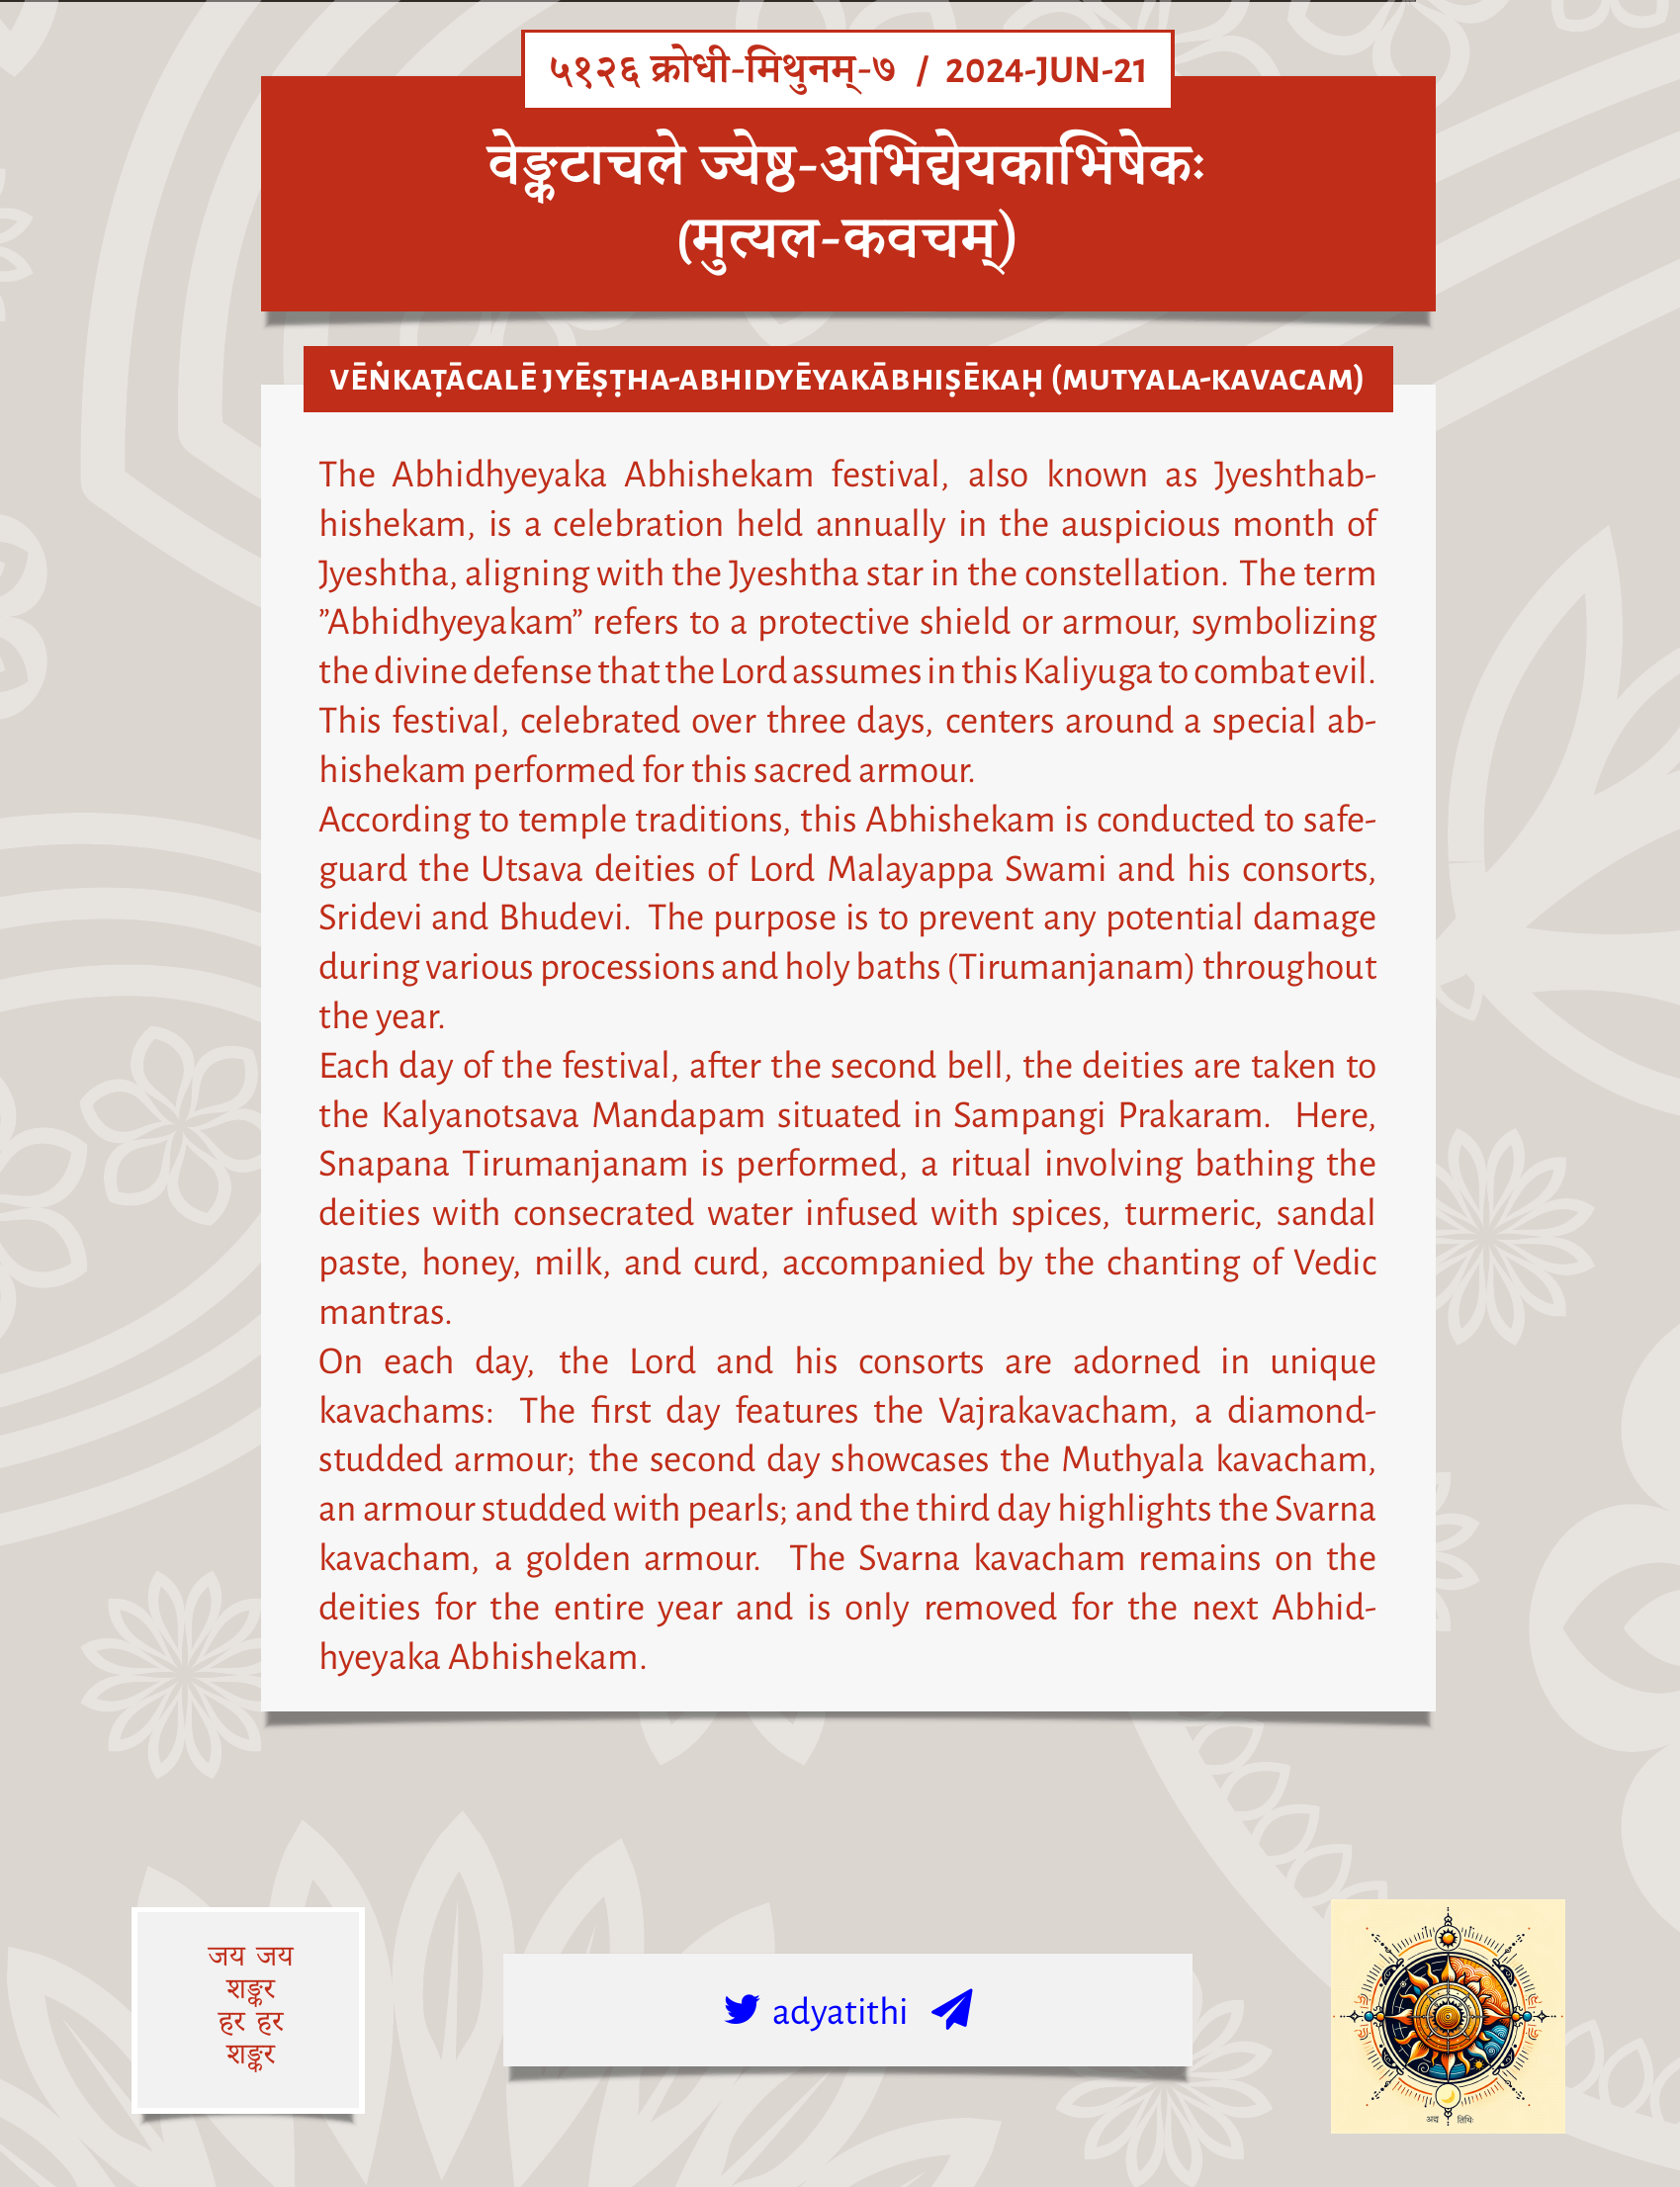 ५१२६ क्रोधी-मिथुनम्-७ / 2024-JUN-21
वेङ्कटाचले ज्येष्ठ-अभिद्येयकाभिषेकः
(मुत्यल-कवचम्)
VĒṄKAṬĀCALĒ JYĒṢṬHA-ABHIDYĒYAKĀBHIṢĒKAḤ (MUTYALA-KAVACAM)
The Abhidhyeyaka Abhishekam festival, also known as Jyeshthab-
hishekam, is a celebration held annually in the auspicious month of
Jyeshtha, aligning with the Jyeshtha star in the constellation. The term
”Abhidhyeyakam” refers to a protective shield or armour, symbolizing
the divine defense that the Lord assumes in this Kaliyuga to combat evil.
This festival, celebrated over three days, centers around a special ab-
hishekam performed for this sacred armour.
According to temple traditions, this Abhishekam is conducted to safe-
guard the Utsava deities of Lord Malayappa Swami and his consorts,
Sridevi and Bhudevi. The purpose is to prevent any potential damage
during various processions and holy baths (Tirumanjanam) throughout
the year.
Each day of the festival, after the second bell, the deities are taken to
the Kalyanotsava Mandapam situated in Sampangi Prakaram. Here,
Snapana Tirumanjanam is performed, a ritual involving bathing the
deities with consecrated water infused with spices, turmeric, sandal
paste, honey, milk, and curd, accompanied by the chanting of Vedic
mantras.
On each day, the Lord and his consorts are adorned in unique
kavachams: The first day features the Vajrakavacham, a diamond-
studded armour; the second day showcases the Muthyala kavacham,
an armour studded with pearls; and the third day highlights the Svarna
kavacham, a golden armour. The Svarna kavacham remains on the
deities for the entire year and is only removed for the next Abhid-
hyeyaka Abhishekam.
जय जय
शङ्कर
हर हर
शङ्कर
adyatithi
अद्य तिथिः